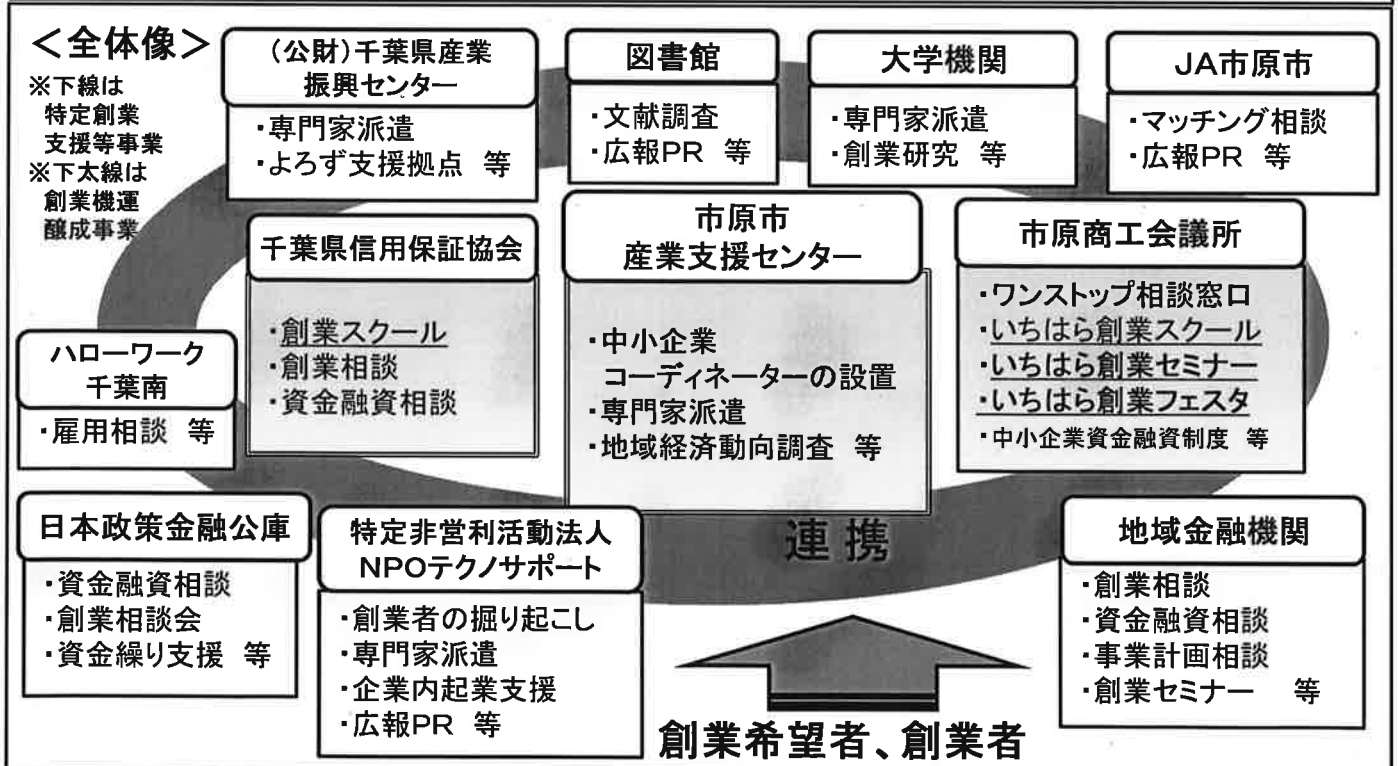 <全体像>
※下線は
特定創業
支援等事業
※下太線は
創業機運
醸成事業
(公財)千葉県産業
振興センター
・専門家派遣
・よろず支援拠点 等
図書館
・文献調査
・広報PR 等
大学機関
・専門家派遣
・創業研究 等
JA市原市
・マッチング相談
・広報PR 等
千葉県信用保証協会
・創業スクール
・創業相談
・資金融資相談
市原市
産業支援センター
・中小企業
コーディネーターの設置
・専門家派遣
・地域経済動向調査 等
市原商工会議所
・ワンストップ相談窓口
・いちはら創業スクール
・いちはら創業セミナー
・いちはら創業フェスタ
・中小企業資金融資制度 等
ハローワーク
千葉南
・雇用相談 等
日本政策金融公庫
・資金融資相談
・創業相談会
・資金繰り支援 等
特定非営利活動法人
NPOテクノサポート
・創業者の掘り起こし
・専門家派遣
・企業内起業支援
・広報PR 等
連携
地域金融機関
・創業相談
・資金融資相談
・事業計画相談
・創業セミナー 等
創業希望者、創業者